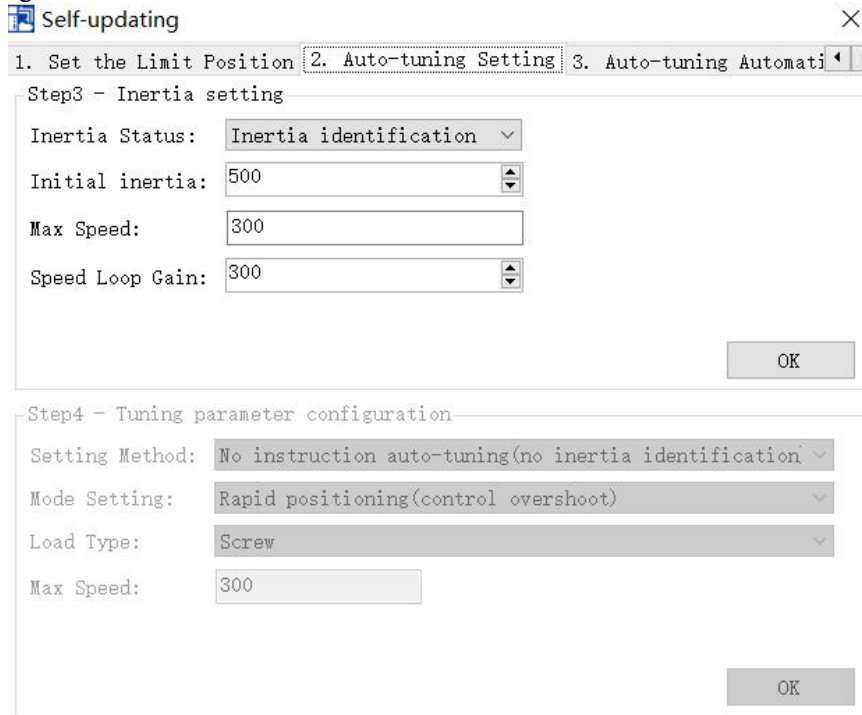 Self-updating
1. Set the Limit Position 2. Auto-tuning Setting 3. Auto-tuning Automati
Step3 - Inertia setting
Inertia Status: Inertia identification
Initial inertia: 500
Max Speed: 300
Speed Loop Gain: 300
OK
Step4 - Tuning parameter configuration
Setting Method: No instruction auto-tuning(no inertia identification
Mode Setting: Rapid positioning(control overshoot)
Load Type: Screw
Max Speed: 300
OK